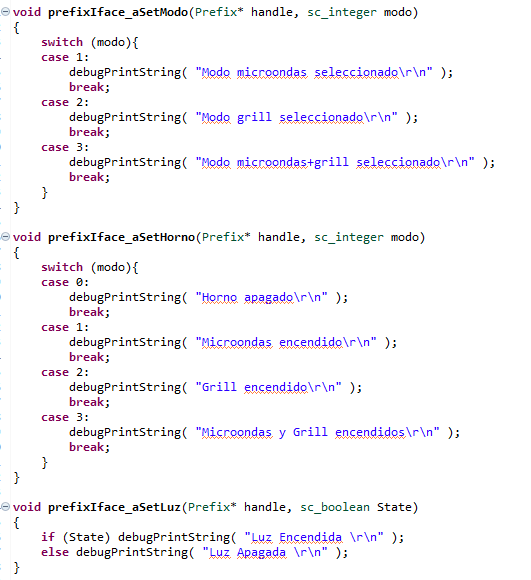 void prefixIface_aSetModo(Prefix* handle, sc_integer modo)
{
    switch (modo){
    case 1:
        debugPrintString( "Modo microondas seleccionado\r\n" );
        break;
    case 2:
        debugPrintString( "Modo grill seleccionado\r\n" );
        break;
    case 3:
        debugPrintString( "Modo microondas+grill seleccionado\r\n" );
        break;
    }
}
void prefixIface_aSetHorno(Prefix* handle, sc_integer modo)
{
    switch (modo){
    case 0:
        debugPrintString( "Horno apagado\r\n" );
        break;
    case 1:
        debugPrintString( "Microondas encendido\r\n" );
        break;
    case 2:
        debugPrintString( "Grill encendido\r\n" );
        break;
    case 3:
        debugPrintString( "Microondas y Grill encendidos\r\n" );
        break;
    }
}
void prefixIface_aSetLuz(Prefix* handle, sc_boolean State)
{
    if (State) debugPrintString( "Luz Encendida \r\n" );
    else debugPrintString( "Luz Apagada \r\n" );
}